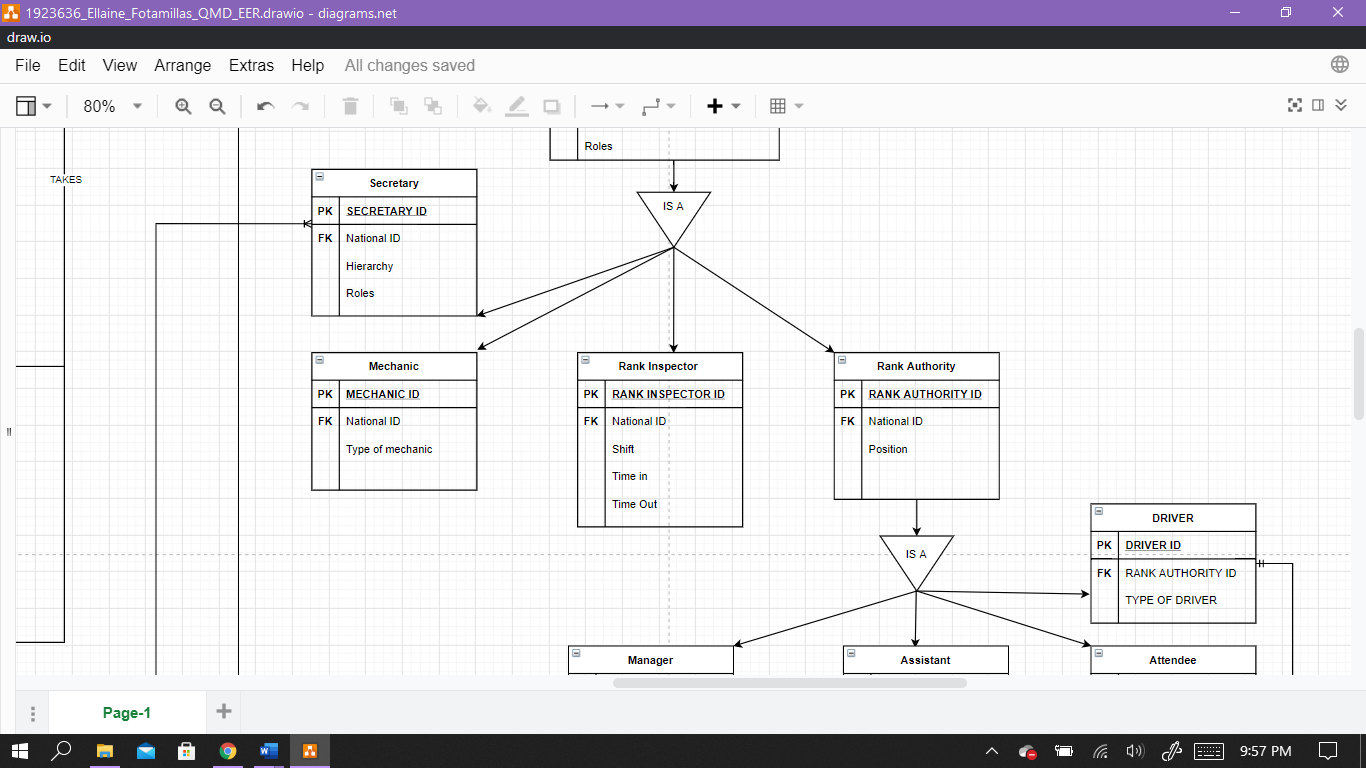 1923636_Ellaine_Fotamillas_QMD_EER.drawio - diagrams.net
draw.io
File Edit View Arrange Extras Help All changes saved
80%
Roles
TAKES
Secretary
PK SECRETARY ID
FK National ID
Hierarchy
Roles
IS A
Mechanic
PK MECHANIC ID
FK National ID
Type of mechanic
Rank Inspector
PK RANK INSPECTOR ID
FK National ID
Shift
Time in
Time Out
Rank Authority
PK RANK AUTHORITY ID
FK National ID
Position
IS A
DRIVER
PK DRIVER ID
FK RANK AUTHORITY ID
TYPE OF DRIVER
Manager
Assistant
Attendee
Page-1
9:57 PM